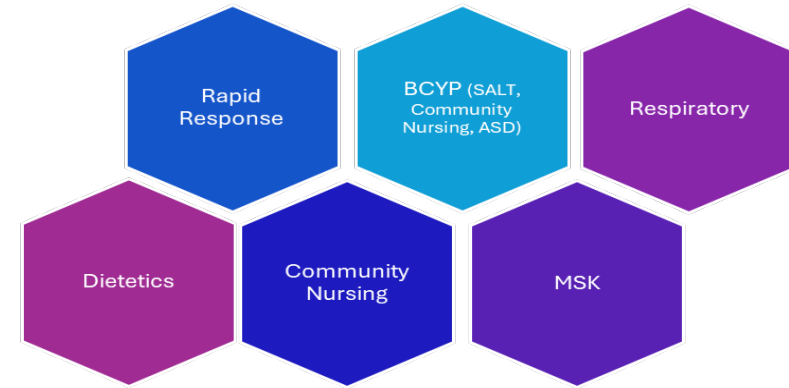 Rapid
Response
BCYP (SALT,
Community
Nursing, ASD)
Respiratory
Dietetics
Community
Nursing
MSK